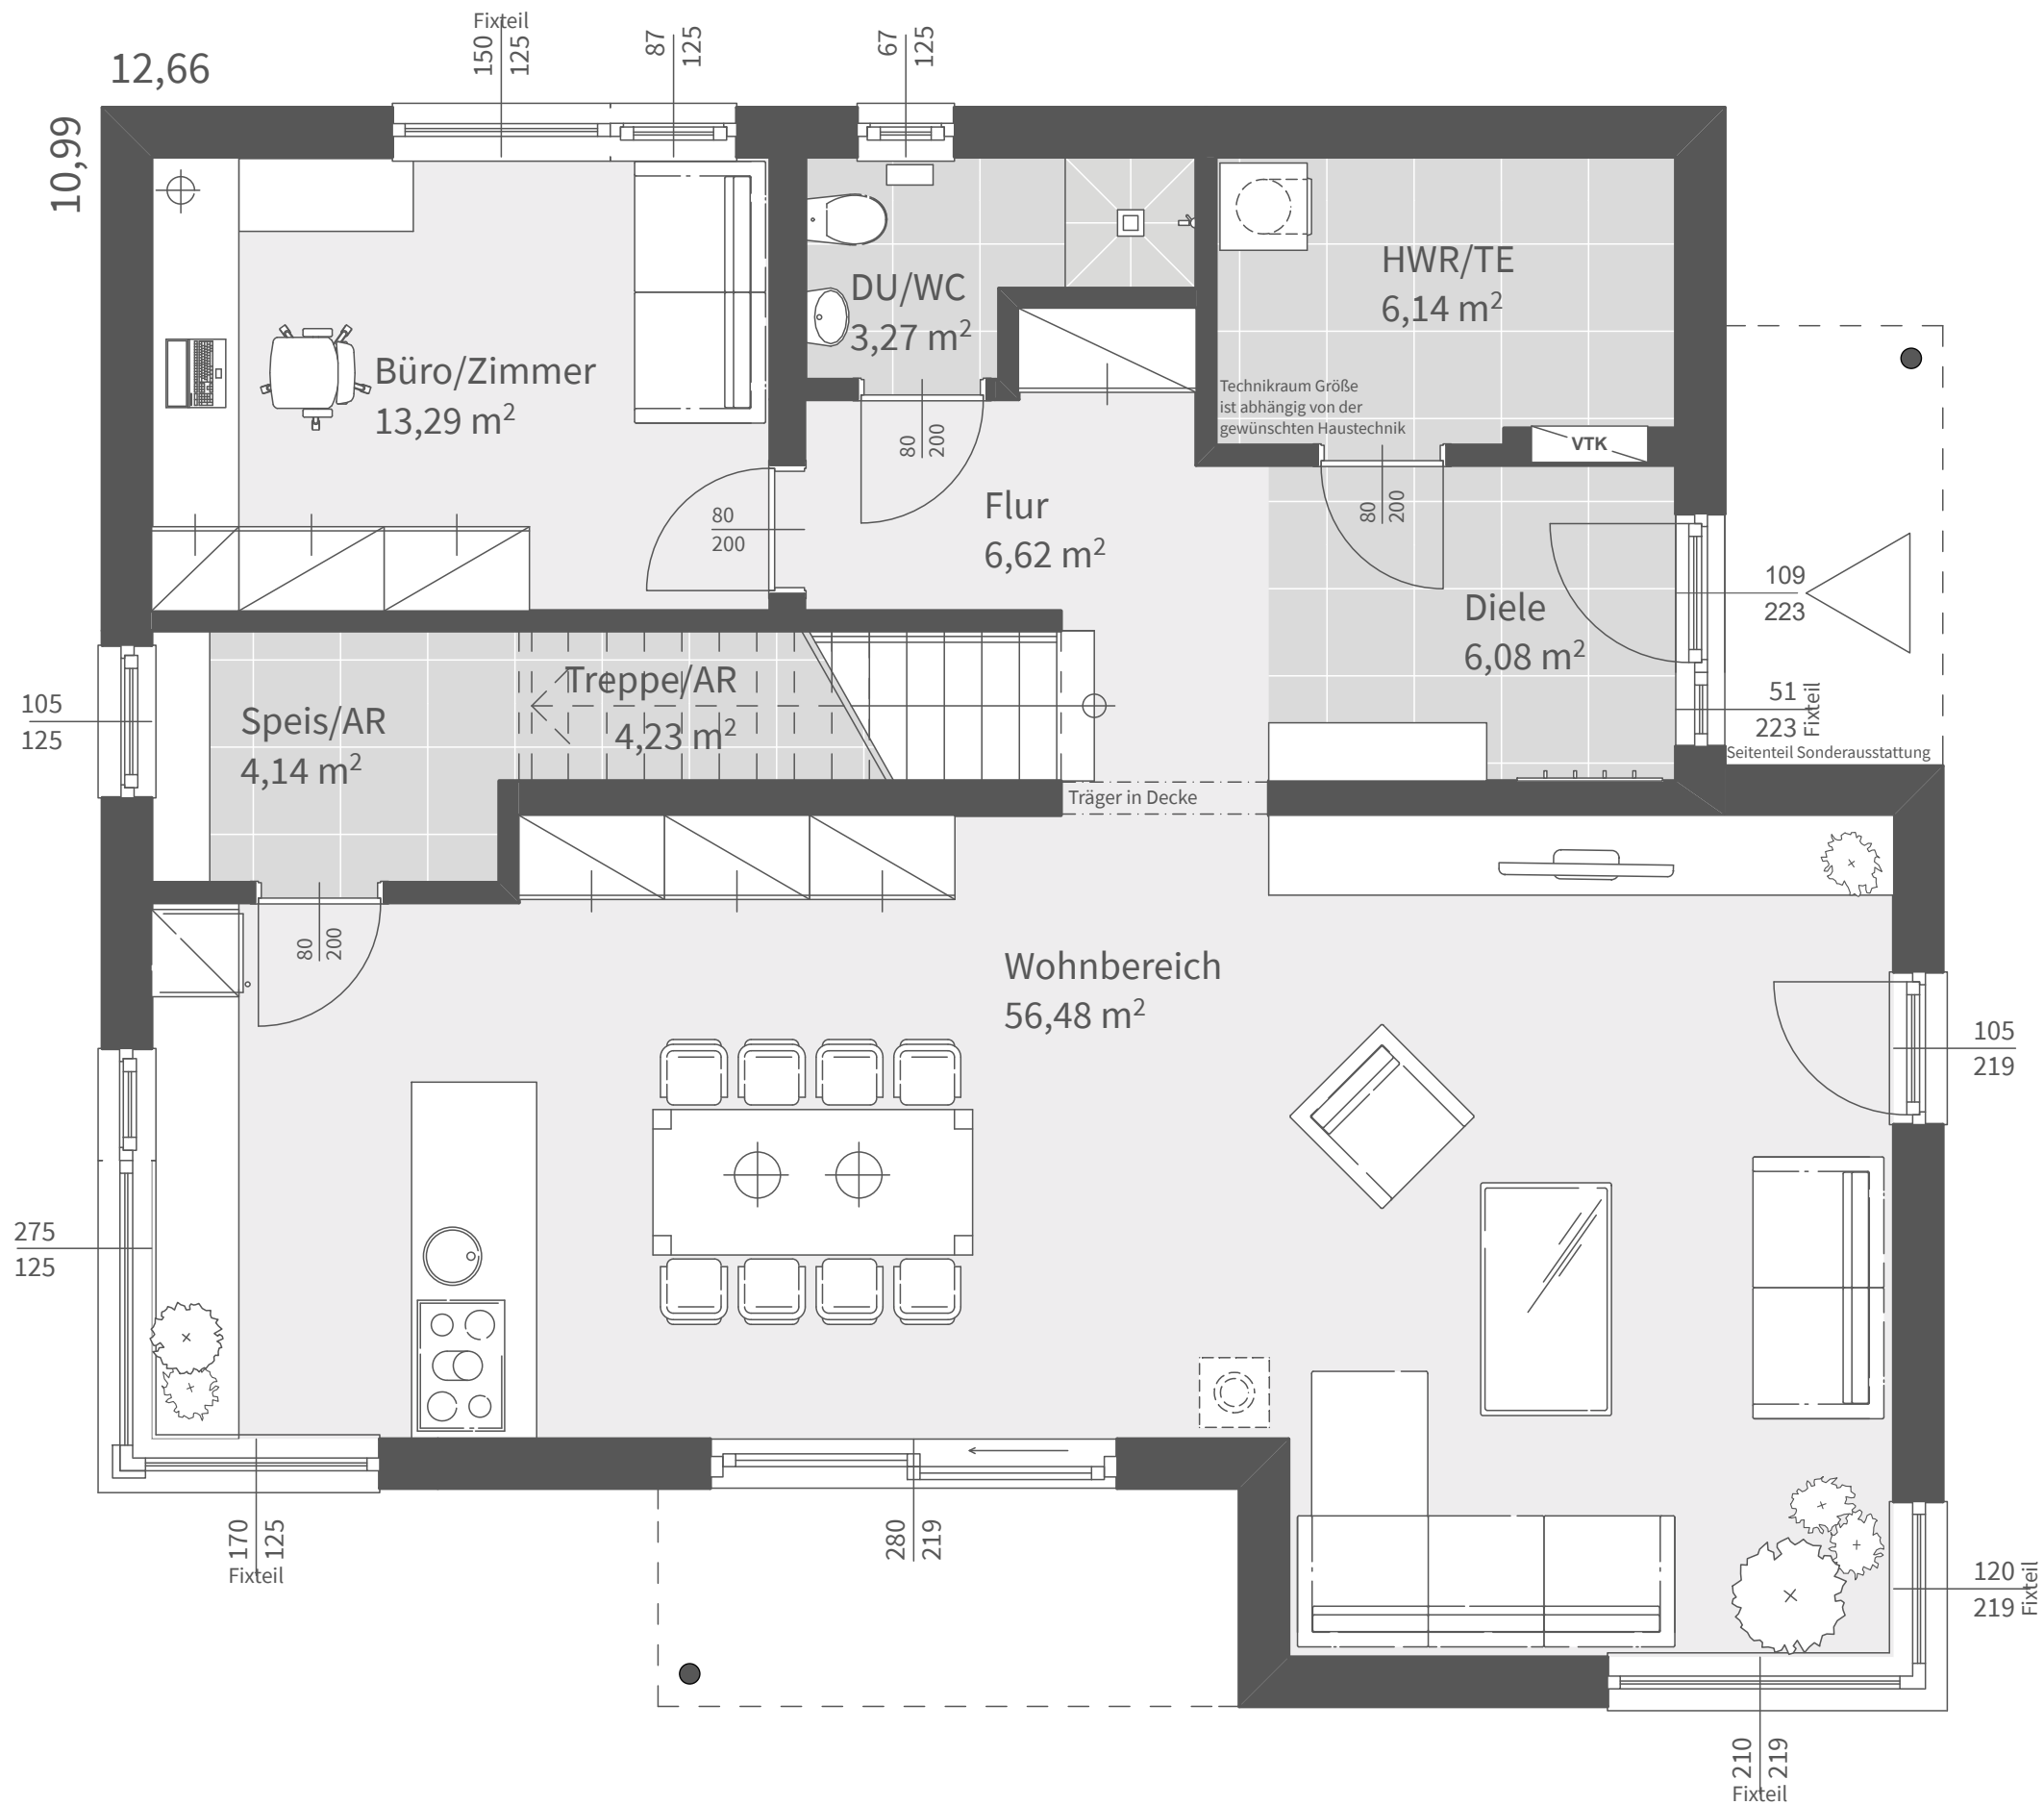 Fixteil
150
125
87
125
67
125
12,66
10,99
HWR/TE
6,14 m²
DU/WC
3,27 m²
Büro/Zimmer
13,29 m²
Technikraum Größe
ist abhängig von der
gewünschten Haustechnik
VTK
80
200
80
200
80
200
Flur
6,62 m²
109
223
Diele
6,08 m²
Treppe/AR
4,23 m²
51
223
Fixteil
Seitenteil Sonderausstattung
105
125
Speis/AR
4,14 m²
Träger in Decke
80
200
Wohnbereich
56,48 m²
105
219
275
125
170
125
Fixteil
280
219
120
219
Fixteil
210
219
Fixteil